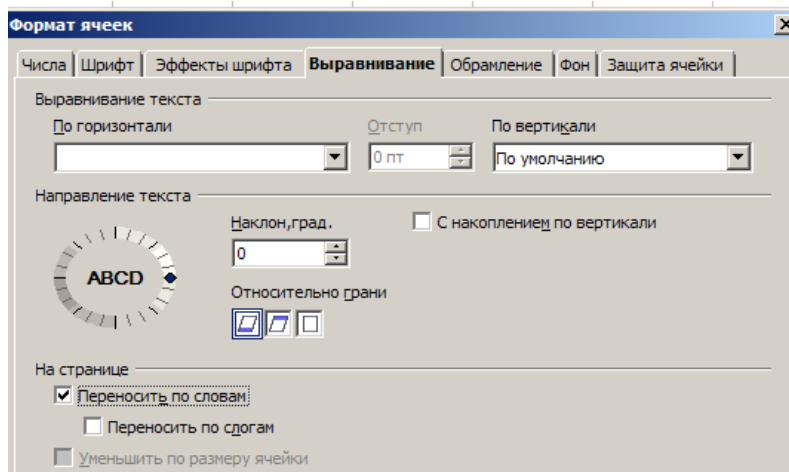 Формат ячеек
Числа Шрифт Эффекты шрифта Выравнивание Обрамление Фон Защита ячейки
Выравнивание текста
По горизонтали Отступ По вертикали
0 пт По умолчанию
Направление текста
Наклон,град. С накоплением по вертикали
0
ABCD
Относительно грани
На странице
Переносить по словам
Переносить по слогам
Уменьшить по размеру ячейки